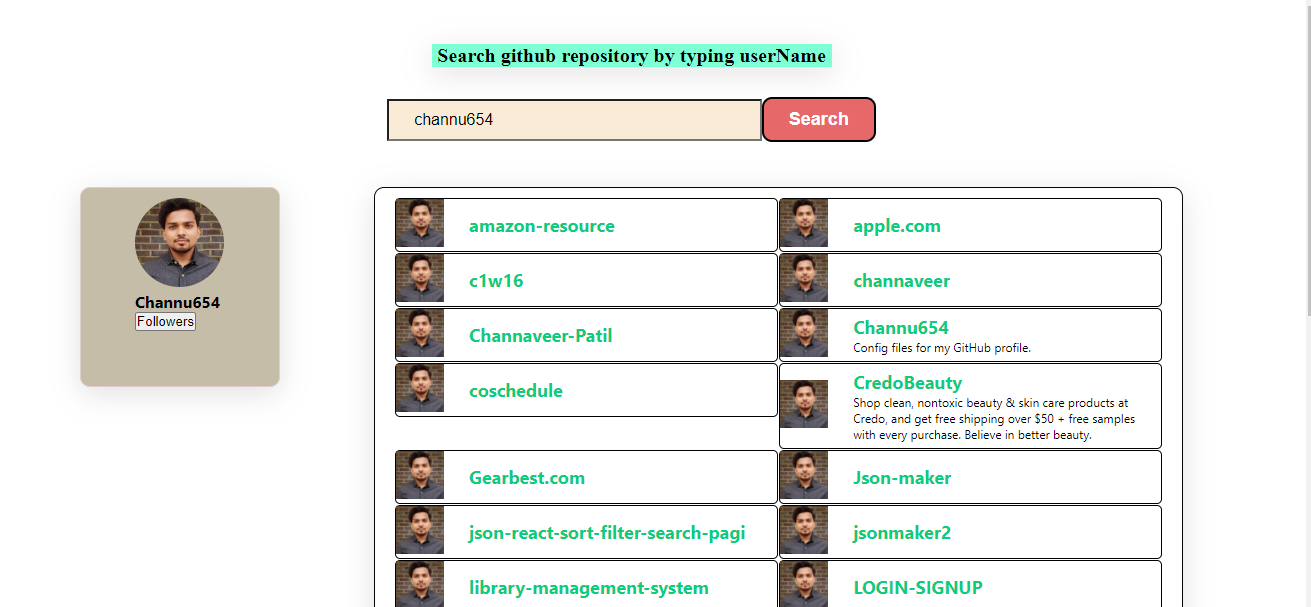 Search github repository by typing userName
channu654
Search
Channu654
Followers
amazon-resource
apple.com
c1w16
channaveer
Channaveer-Patil
Channu654
Config files for my GitHub profile.
coschedule
CredoBeauty
Shop clean, nontoxic beauty & skin care products at
Credo, and get free shipping over $50 + free samples
with every purchase. Believe in better beauty.
Gearbest.com
Json-maker
json-react-sort-filter-search-pagi
jsonmaker2
library-management-system
LOGIN-SIGNUP